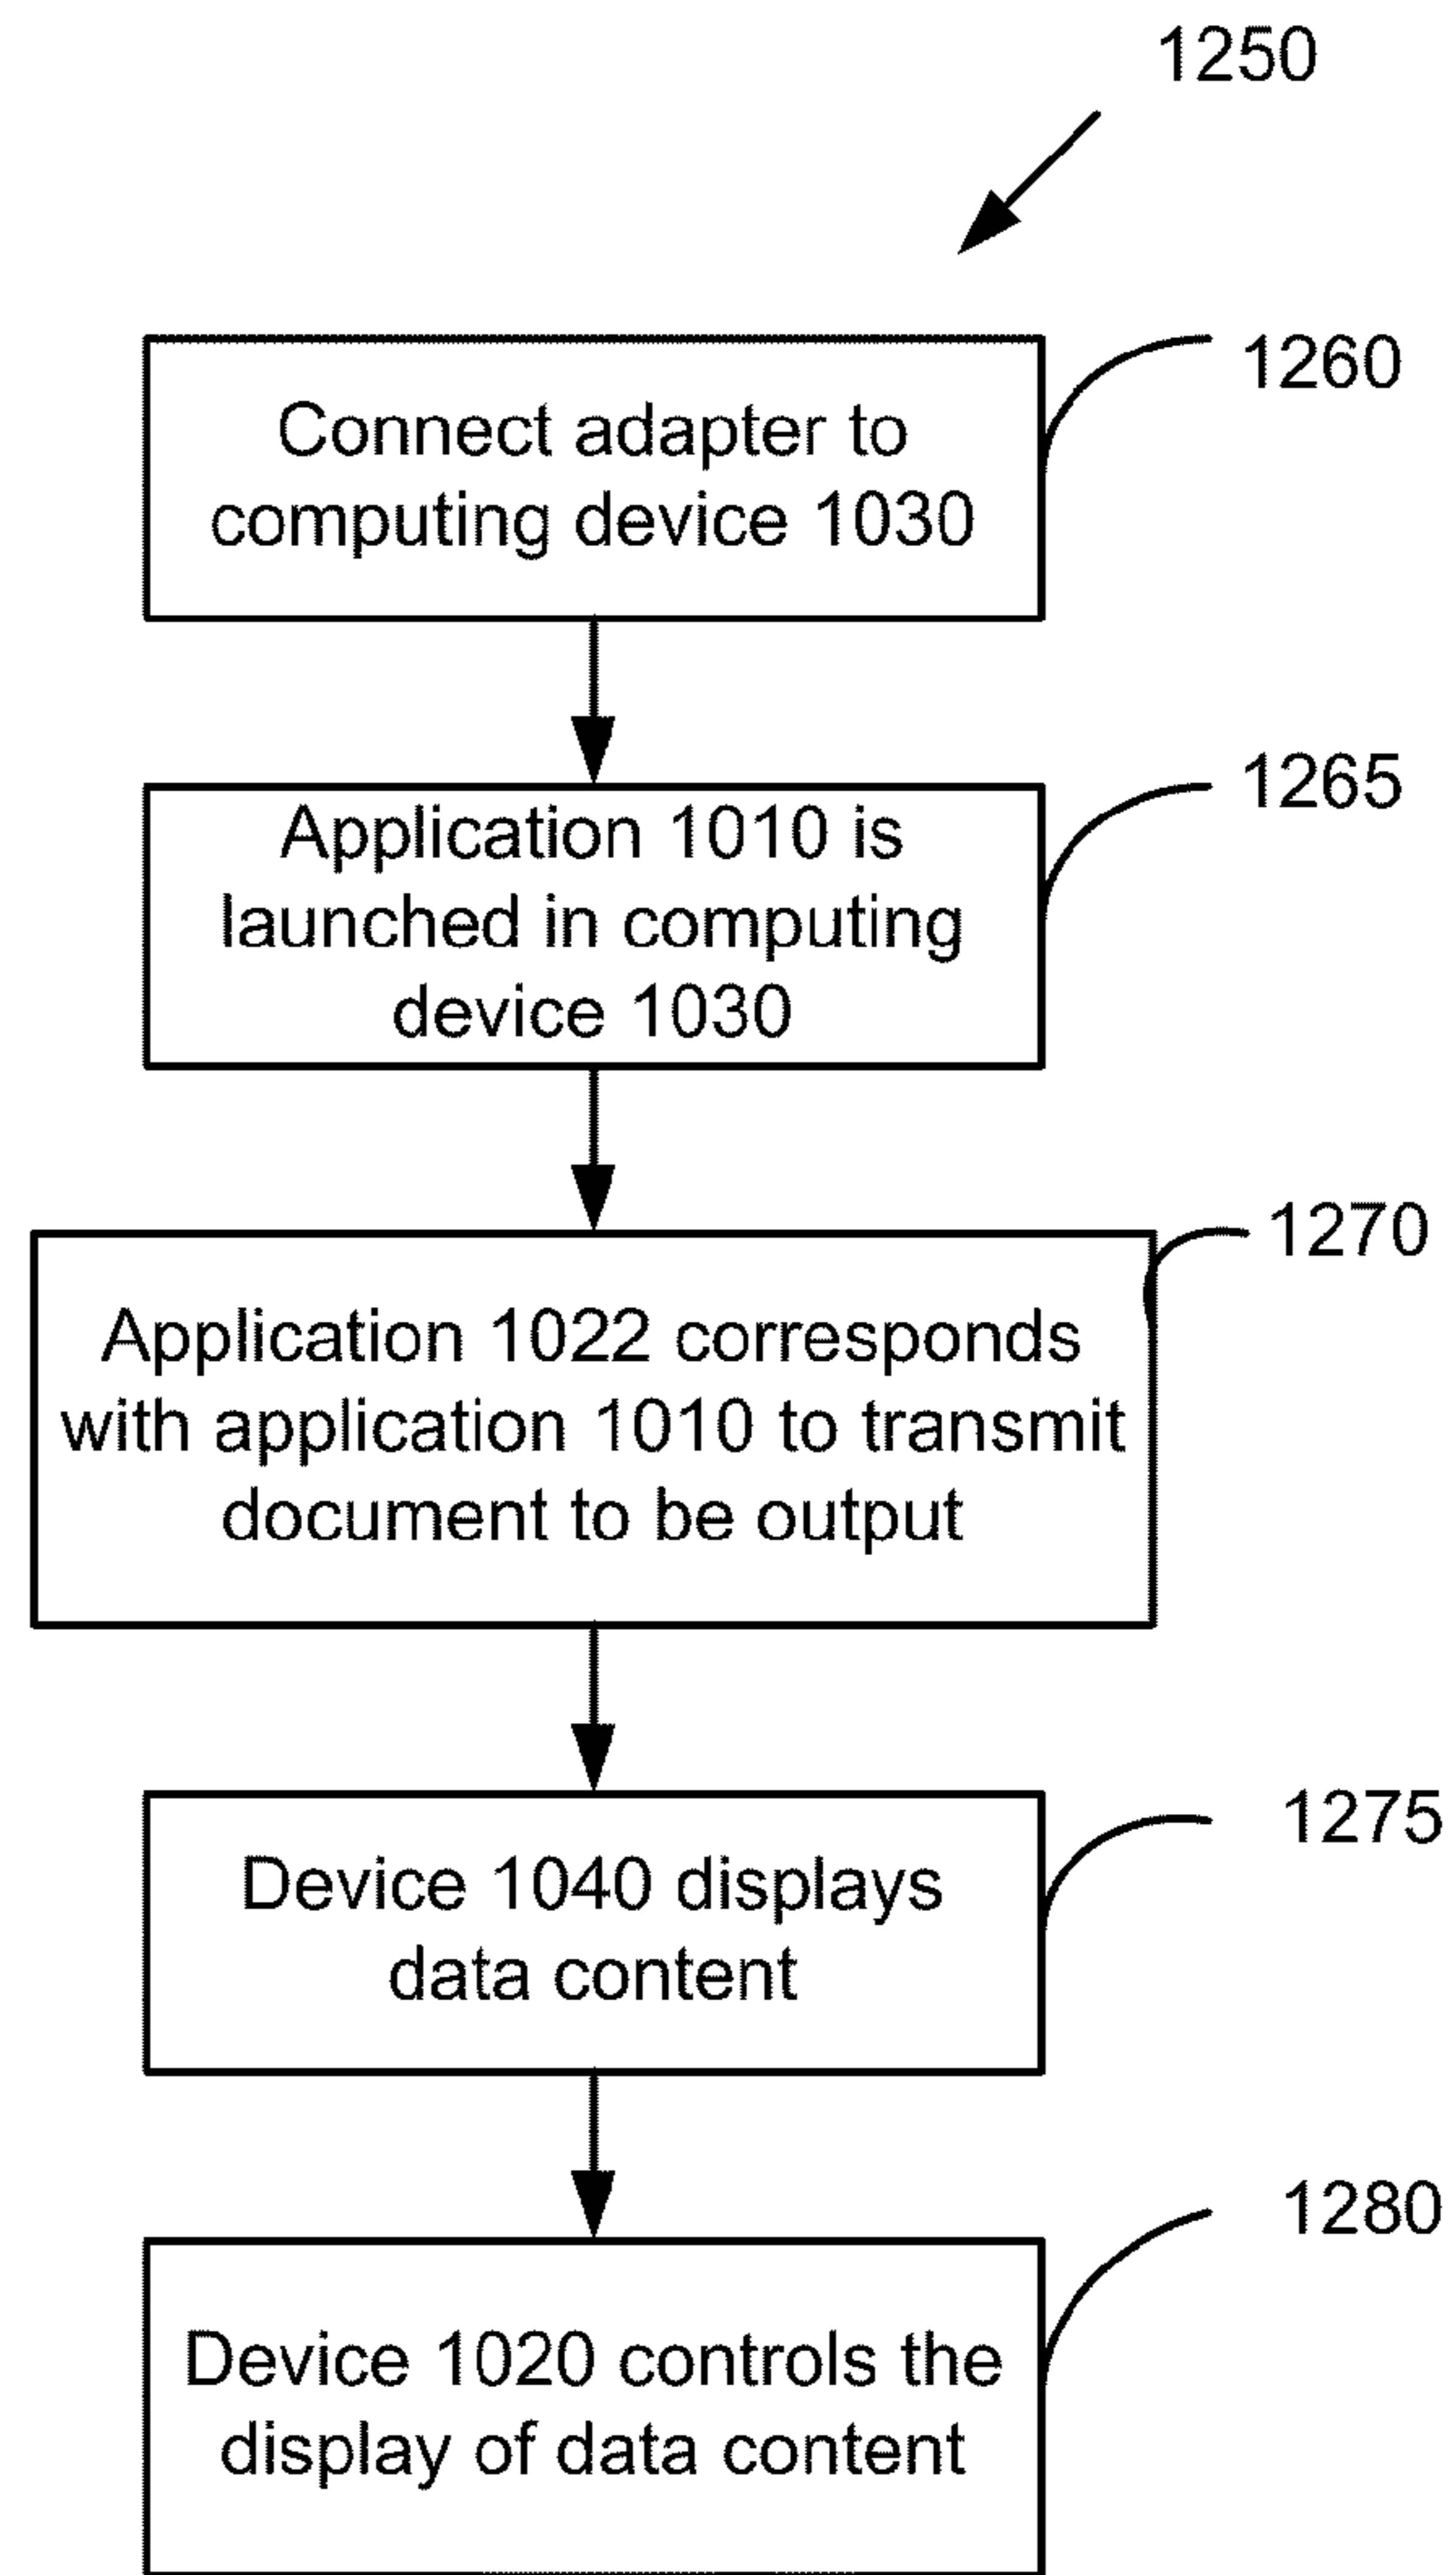 1250
1260
Connect adapter to
computing device 1030
1265
Application 1010 is
launched in computing
device 1030
1270
Application 1022 corresponds
with application 1010 to transmit
document to be output
1275
Device 1040 displays
data content
1280
Device 1020 controls the
display of data content